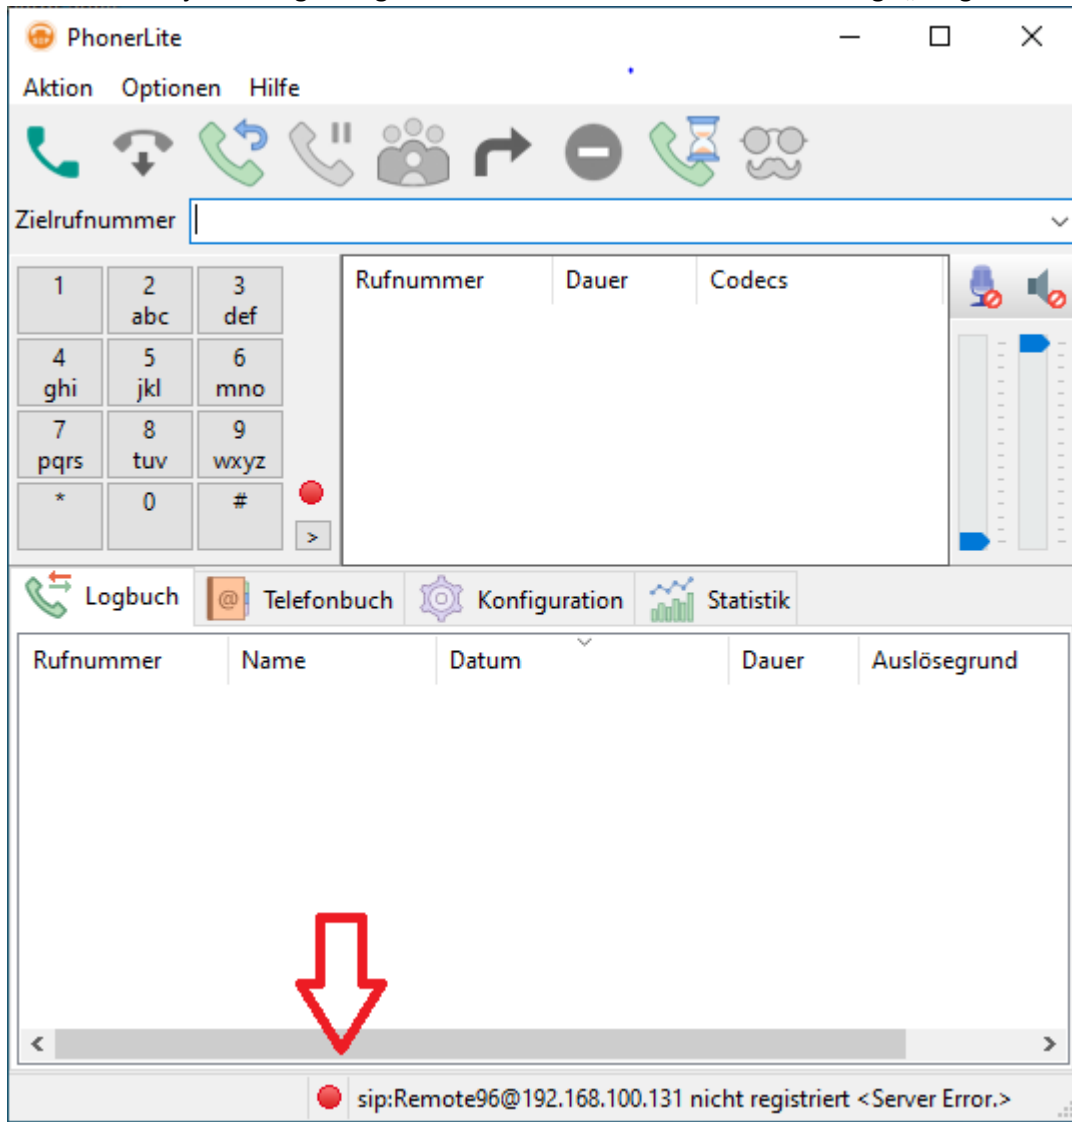 PhonerLite
Aktion Optionen Hilfe
Zielrufnummer
1 2 3
abc def
4 5 6
ghi jkl mno
7 8 9
pqrs tuv wxyz
* 0 #
>
Rufnummer Dauer Codecs
Logbuch @ Telefonbuch Konfiguration Statistik
Rufnummer Name Datum Dauer Auslösegrund
sip:Remote96@192.168.100.131 nicht registriert <Server Error.>